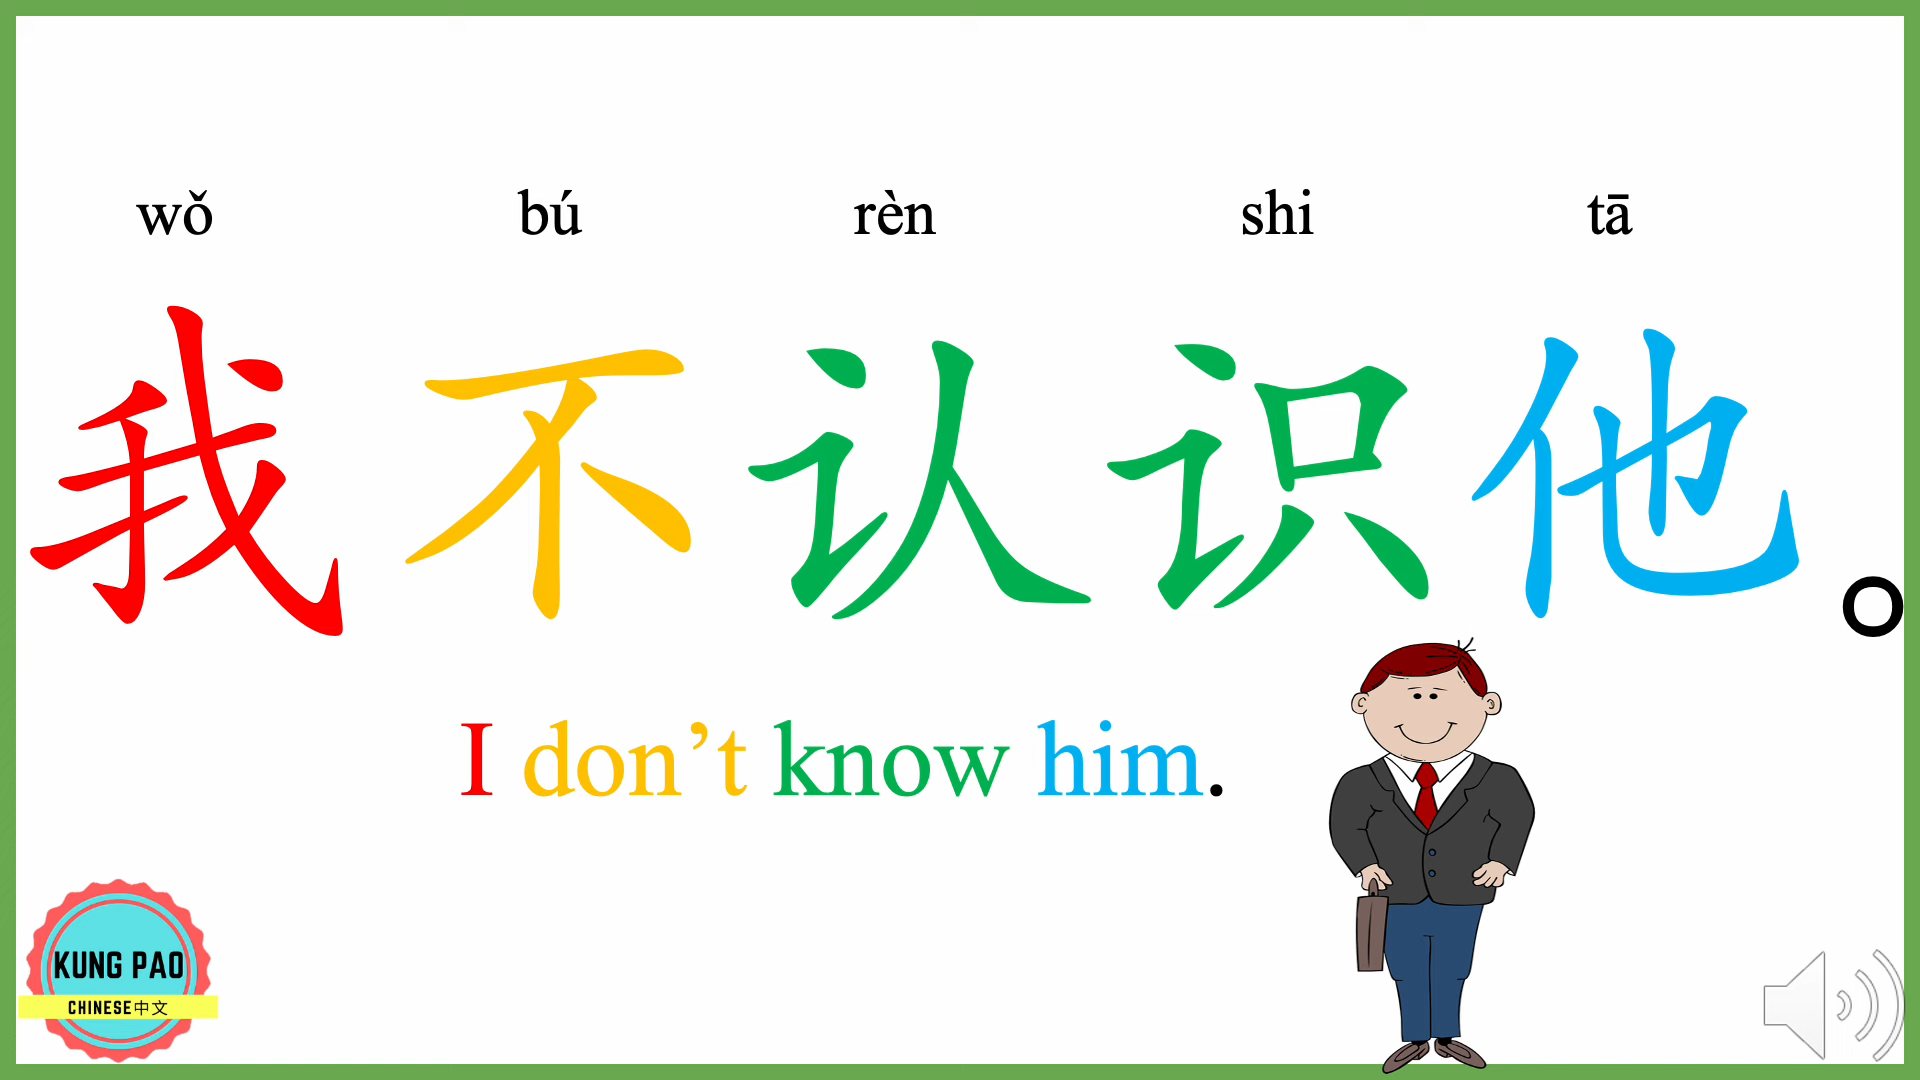 wǒ bú rèn shi tā
我不认识他。
I don’t know him.
KUNG PAO
CHINESE中文